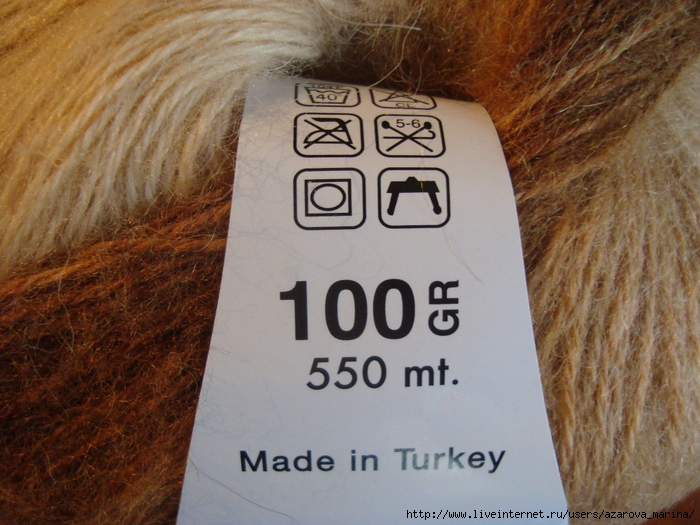 40°
CL
5-6
100 GR
550 mt.
Made in Turkey
http://www.liveinternet.ru/users/azarova_marina/